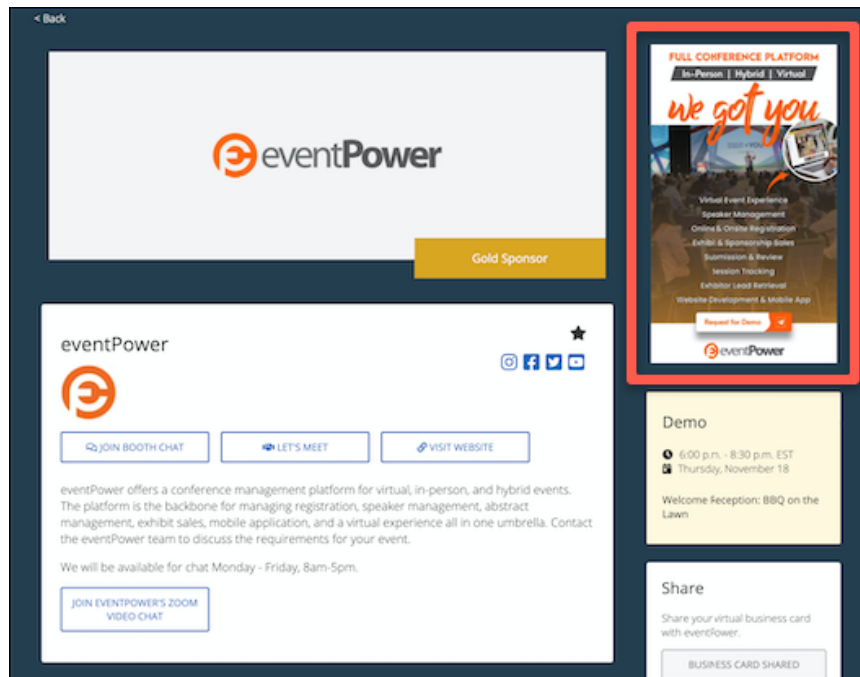 < Back
eventPower
Gold Sponsor
FULL CONFERENCE PLATFORM
In-Person | Hybrid | Virtual
we got you
Virtual Event Experience
Speaker Management
Online & Onsite Registration
Exhibit & Sponsorship Sales
Submission & Review
Session Tracking
Exhibitor Lead Retrieval
Website Development & Mobile App
Request for Demo
eventPower
eventPower
JOIN BOOTH CHAT
LET'S MEET
VISIT WEBSITE
eventPower offers a conference management platform for virtual, in-person, and hybrid events.
The platform is the backbone for managing registration, speaker management, abstract
management, exhibit sales, mobile application, and a virtual experience all in one umbrella. Contact
the eventPower team to discuss the requirements for your event.
We will be available for chat Monday - Friday, 8am-5pm.
JOIN EVENTPOWER'S ZOOM
VIDEO CHAT
Demo
6:00 p.m. - 8:30 p.m. EST
Thursday, November 18
Welcome Reception: BBQ on the
Lawn
Share
Share your virtual business card
with eventPower.
BUSINESS CARD SHARED